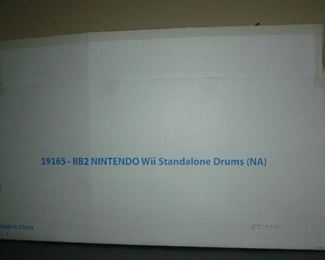 19165 - RB2 NINTENDO Wii Standalone Drums (NA)
Made in China